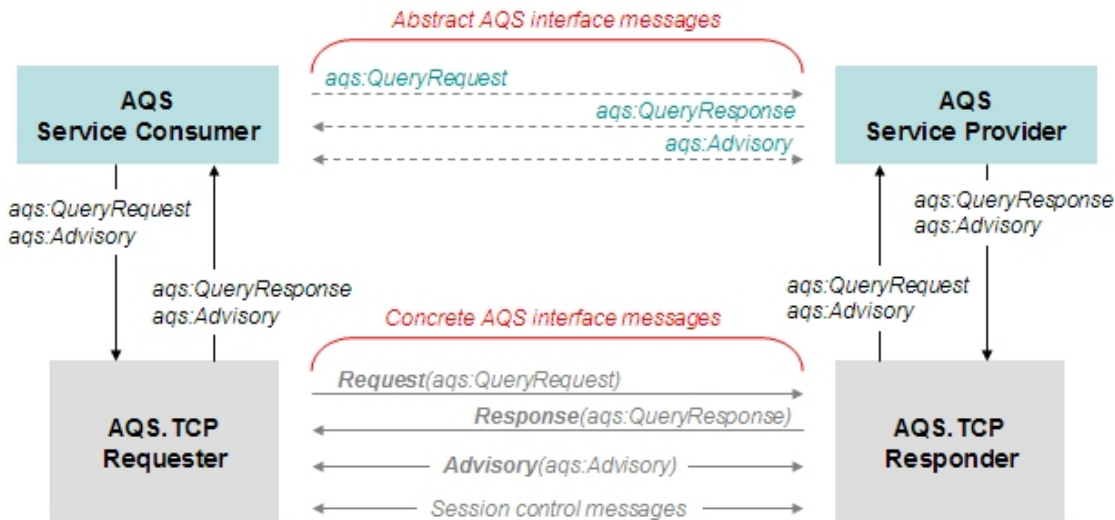 Abstract AQS interface messages
AQS
Service Consumer
aqs:QueryRequest
aqs:QueryResponse
aqs:Advisory
AQS
Service Provider
aqs:QueryRequest
aqs:Advisory
aqs:QueryResponse
aqs:Advisory
aqs:QueryResponse
aqs:Advisory
aqs:QueryRequest
aqs:Advisory
Concrete AQS interface messages
AQS.TCP
Requester
Request(aqs:QueryRequest)
Response(aqs:QueryResponse)
Advisory(aqs:Advisory)
Session control messages
AQS.TCP
Responder